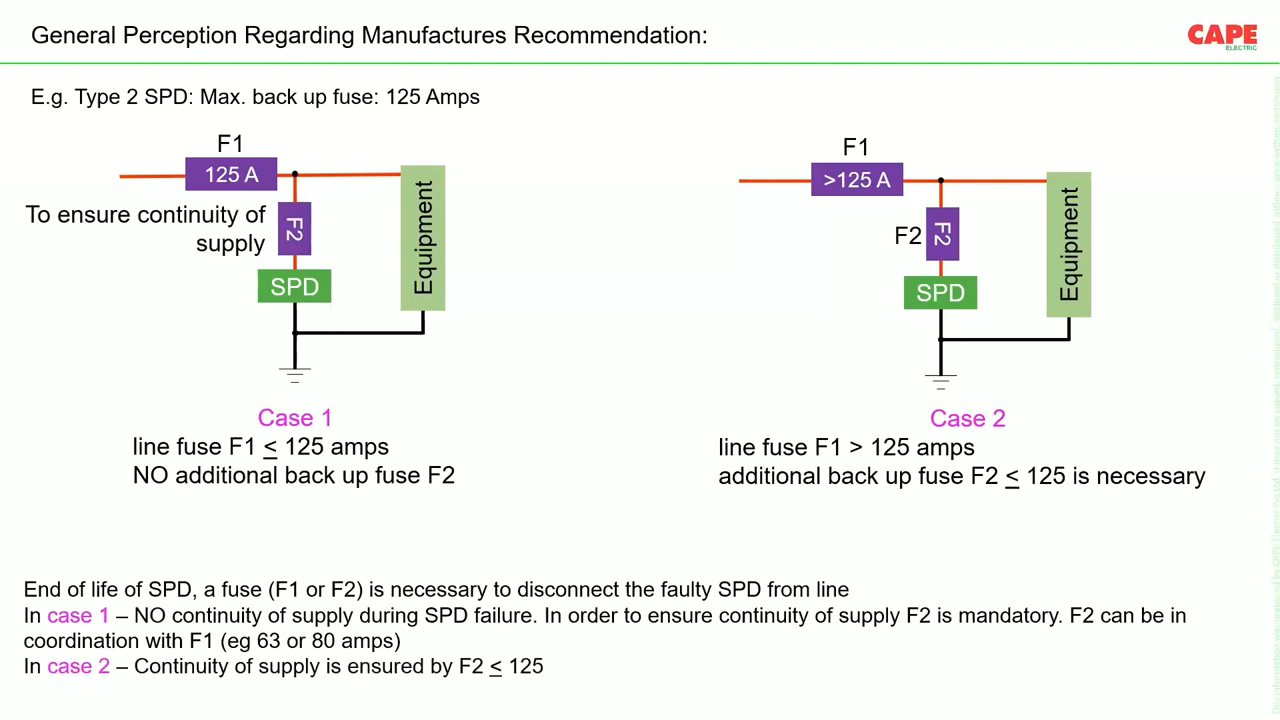 General Perception Regarding Manufactures Recommendation:
CAPE
ELECTRIC
E.g. Type 2 SPD: Max. back up fuse: 125 Amps
F1
125 A
To ensure continuity of
supply
F2
SPD
Equipment
Case 1
line fuse F1 ≤ 125 amps
NO additional back up fuse F2
F1
>125 A
F2
F2
SPD
Equipment
Case 2
line fuse F1 > 125 amps
additional back up fuse F2 ≤ 125 is necessary
End of life of SPD, a fuse (F1 or F2) is necessary to disconnect the faulty SPD from line
In case 1 – NO continuity of supply during SPD failure. In order to ensure continuity of supply F2 is mandatory. F2 can be in
coordination with F1 (eg 63 or 80 amps)
In case 2 – Continuity of supply is ensured by F2 ≤ 125